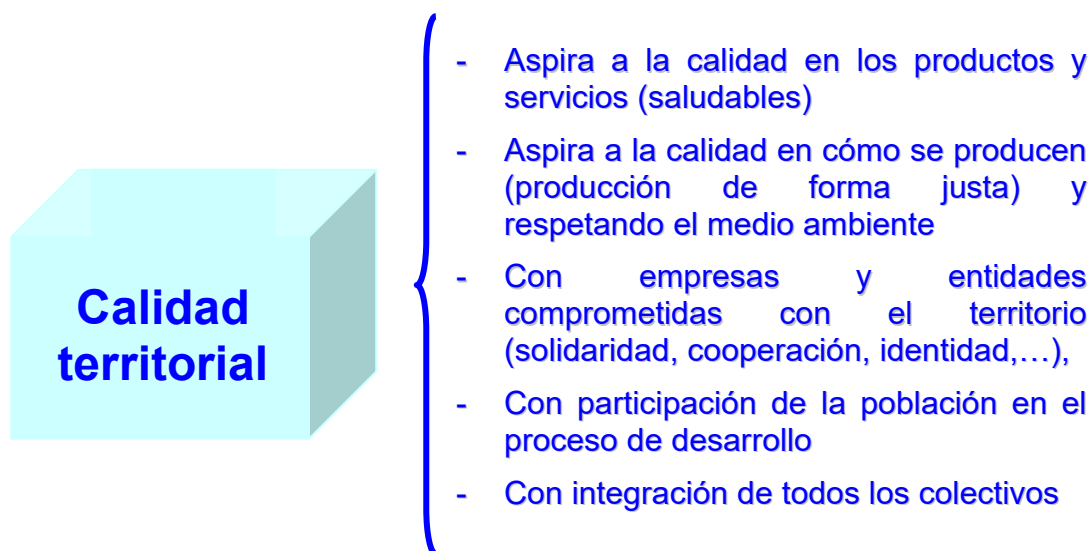 Calidad
territorial
- Aspira a la calidad en los productos y
servicios (saludables)
- Aspira a la calidad en cómo se producen
(producción de forma justa) y
respetando el medio ambiente
- Con empresas y entidades
comprometidas con el territorio
(solidaridad, cooperación, identidad,…),
- Con participación de la población en el
proceso de desarrollo
- Con integración de todos los colectivos